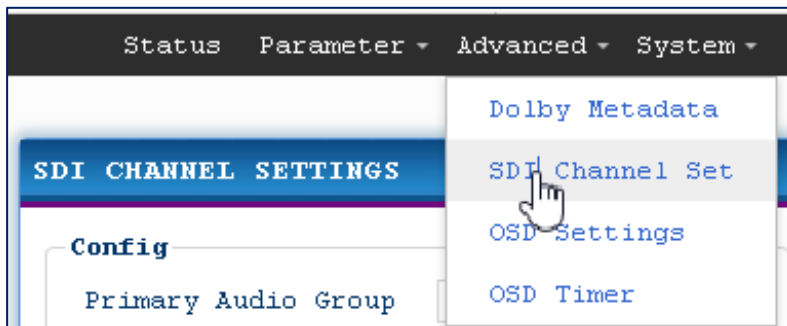 Status Parameter Advanced System
Dolby Metadata
SDI CHANNEL SETTINGS
SDI Channel Set
Config
OSD Settings
Primary Audio Group
OSD Timer